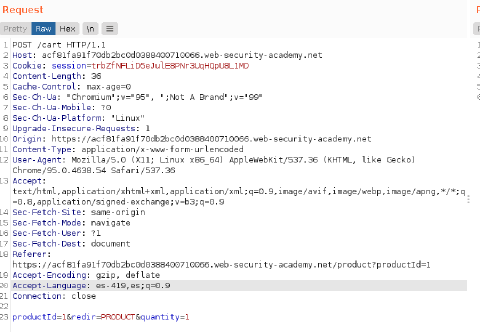 Request
Pretty Raw Hex \n
1 POST /cart HTTP/1.1
2 Host: acf81fa91f70db2bc0d0388400710066.web-security-academy.net
3 Cookie:
4 Content-Length: 36
5 Cache-Control: max-age=0
6 Sec-Ch-Ua: "Chromium";v="95", ";Not A Brand";v="99"
7 Sec-Ch-Ua-Mobile: ?0
8 Sec-Ch-Ua-Platform: "Linux"
9 Upgrade-Insecure-Requests: 1
10 Origin: https://acf81fa91f70db2bc0d0388400710066.web-security-academy.net
11 Content-Type: application/x-www-form-urlencoded
12 User-Agent: Mozilla/5.0 (X11; Linux x86_64) AppleWebKit/537.36 (KHTML, like Gecko)
Chrome/95.0.4638.54 Safari/537.36
13 Accept:
text/html,application/xhtml+xml,application/xml;q=0.9,image/avif,image/webp,image/apng,*/*;q
=0.8,application/signed-exchange;v=b3;q=0.9
14 Sec-Fetch-Site: same-origin
15 Sec-Fetch-Mode: navigate
16 Sec-Fetch-User: ?1
17 Sec-Fetch-Dest: document
18 Referer:
https://acf81fa91f70db2bc0d0388400710066.web-security-academy.net/product?productId=1
19 Accept-Encoding: gzip, deflate
20 Accept-Language: es-419,es;q=0.9
21 Connection: close
22
23 productId=1&redir=PRODUCT&quantity=1